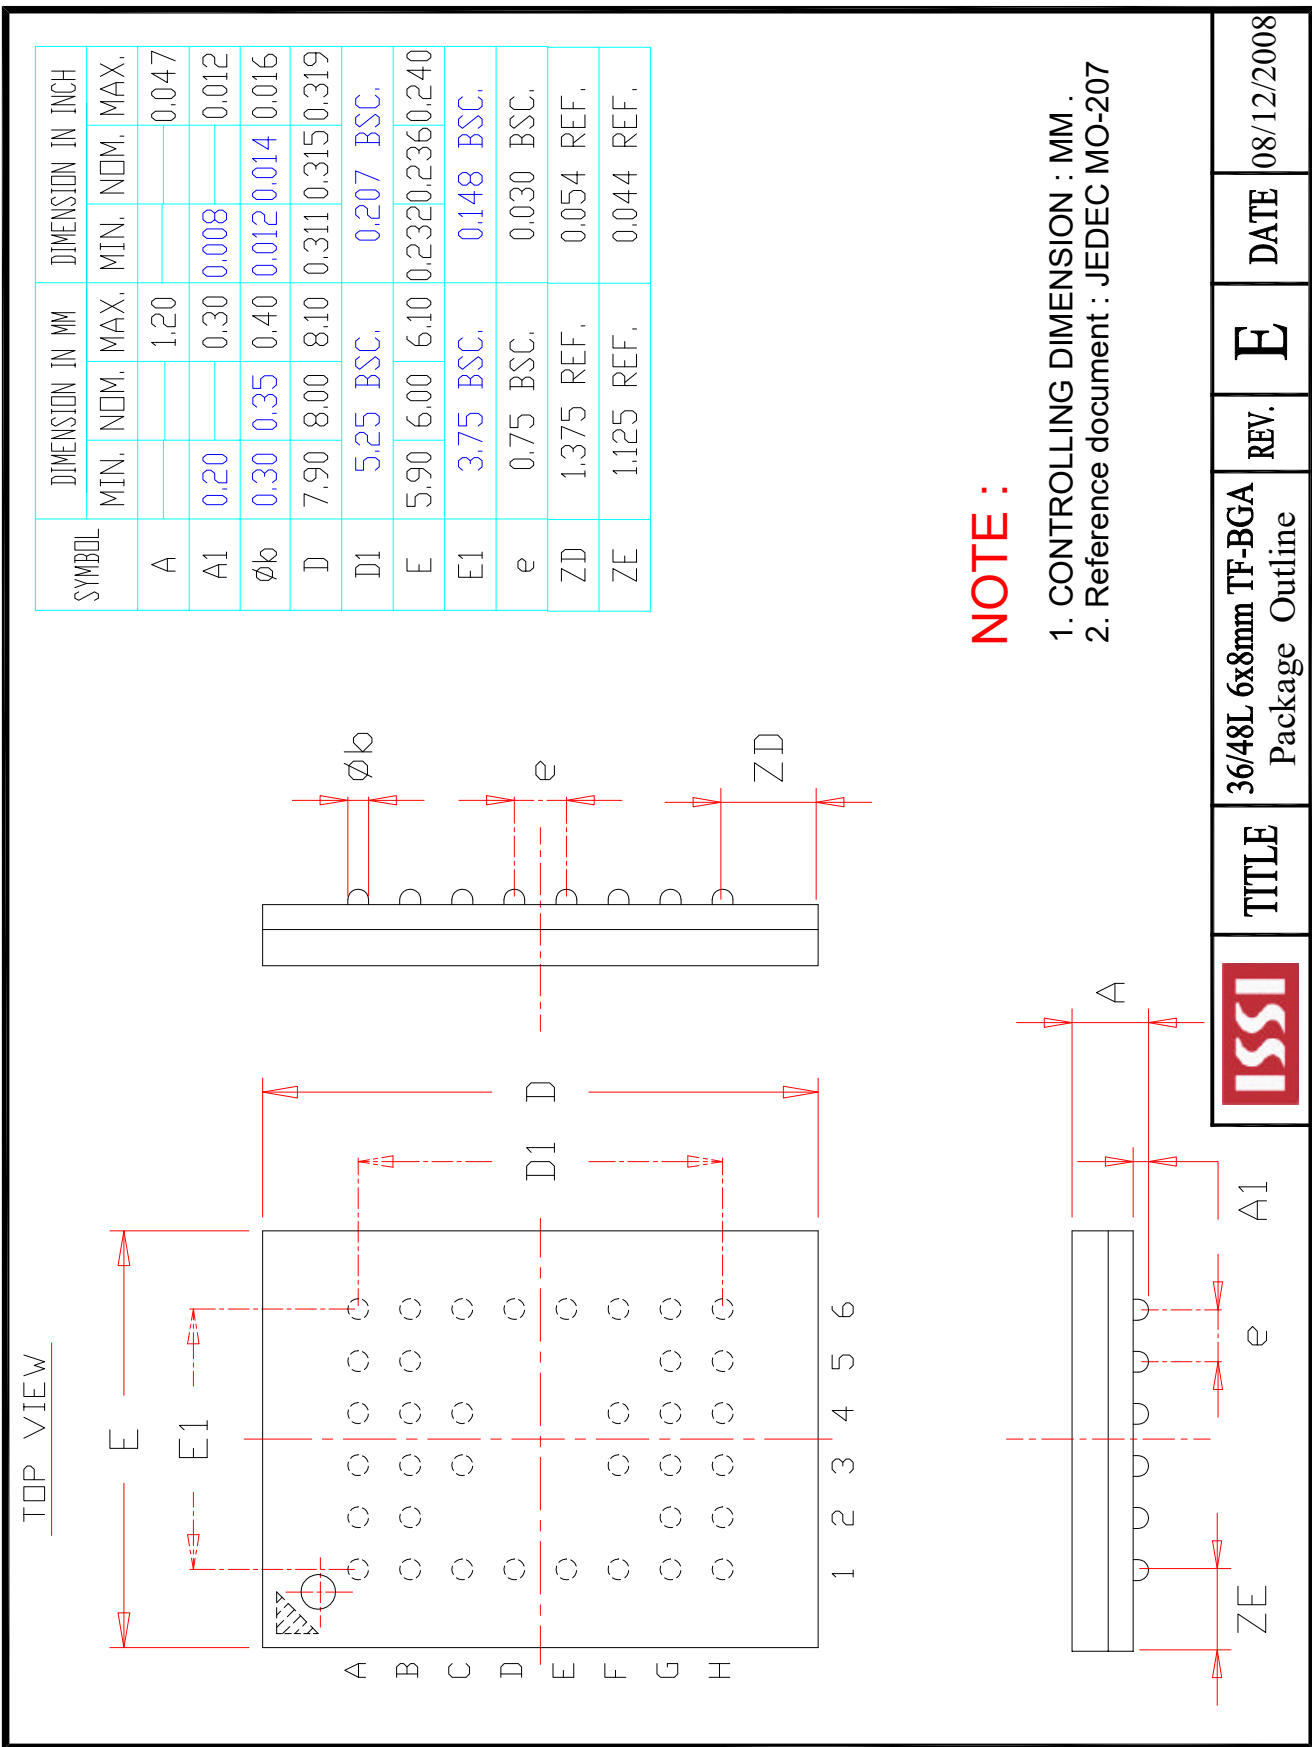 TOP VIEW
E
E1
D
D1
A
B
C
D
E
F
G
H
1 2 3 4 5 6
Øb
e
ZD
A
A1
e
ZE
SYMBOL DIMENSION IN MM DIMENSION IN INCH
MIN. NOM. MAX. MIN. NOM. MAX.
A 1.20 0.047
A1 0.20 0.30 0.008 0.012
Øb 0.30 0.35 0.40 0.012 0.014 0.016
D 7.90 8.00 8.10 0.311 0.315 0.319
D1 5.25 BSC. 0.207 BSC.
E 5.90 6.00 6.10 0.232 0.236 0.240
E1 3.75 BSC. 0.148 BSC.
e 0.75 BSC. 0.030 BSC.
ZD 1.375 REF. 0.054 REF.
ZE 1.125 REF. 0.044 REF.
NOTE :
1. CONTROLLING DIMENSION : MM .
2. Reference document : JEDEC MO-207
ISSI
TITLE
36/48L 6x8mm TF-BGA
Package Outline
REV.
E
DATE
08/12/2008